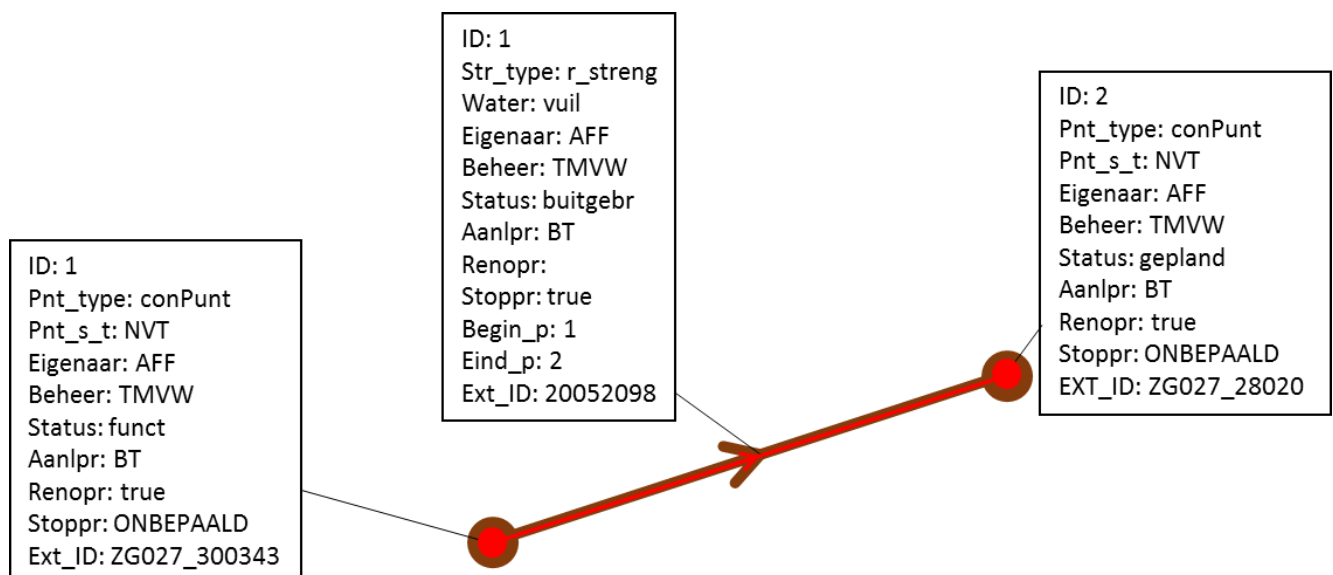 ID: 1
Pnt_type: conPunt
Pnt_s_t: NVT
Eigenaar: AFF
Beheer: TMVW
Status: funct
Aanlpr: BT
Renopr: true
Stoppr: ONBEPAALD
Ext_ID: ZG027_300343
ID: 1
Str_type: r_streng
Water: vuil
Eigenaar: AFF
Beheer: TMVW
Status: buitgebr
Aanlpr: BT
Renopr:
Stoppr: true
Begin_p: 1
Eind_p: 2
Ext_ID: 20052098
ID: 2
Pnt_type: conPunt
Pnt_s_t: NVT
Eigenaar: AFF
Beheer: TMVW
Status: gepland
Aanlpr: BT
Renopr: true
Stoppr: ONBEPAALD
EXT_ID: ZG027_28020